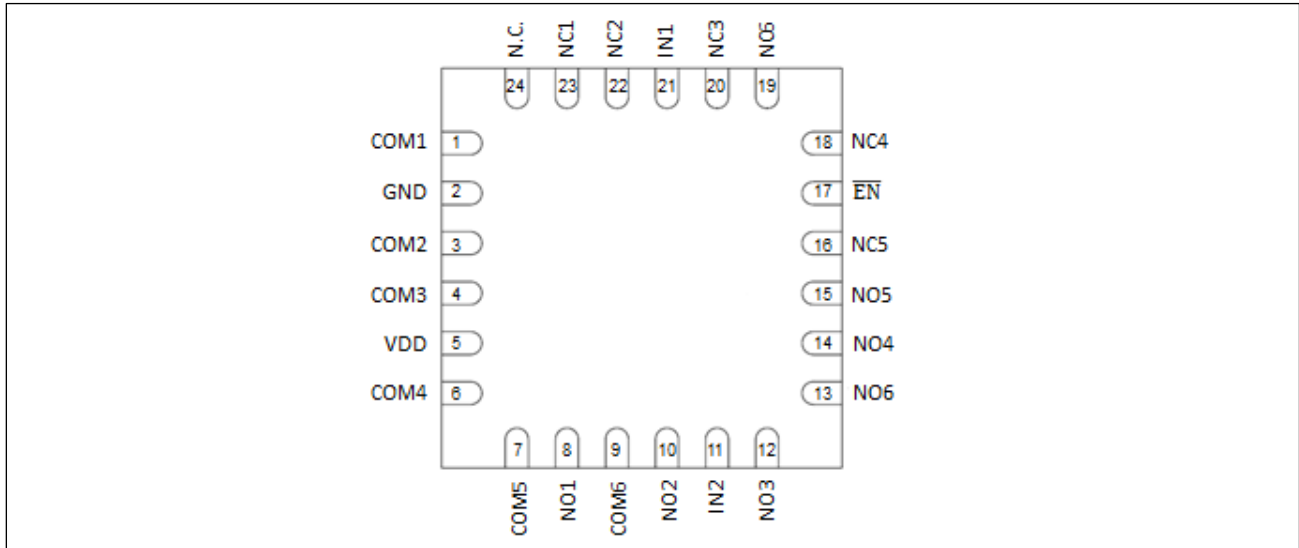 N.C. NC1 NC2 IN1 NC3 NO6
24 23 22 21 20 19
COM1 1 18 NC4
GND 2 17 E̅N̅
COM2 3 16 NC5
COM3 4 15 NO5
VDD 5 14 NO4
COM4 6 13 NO6
7 8 9 10 11 12
COM5 NO1 COM6 NO2 IN2 NO3